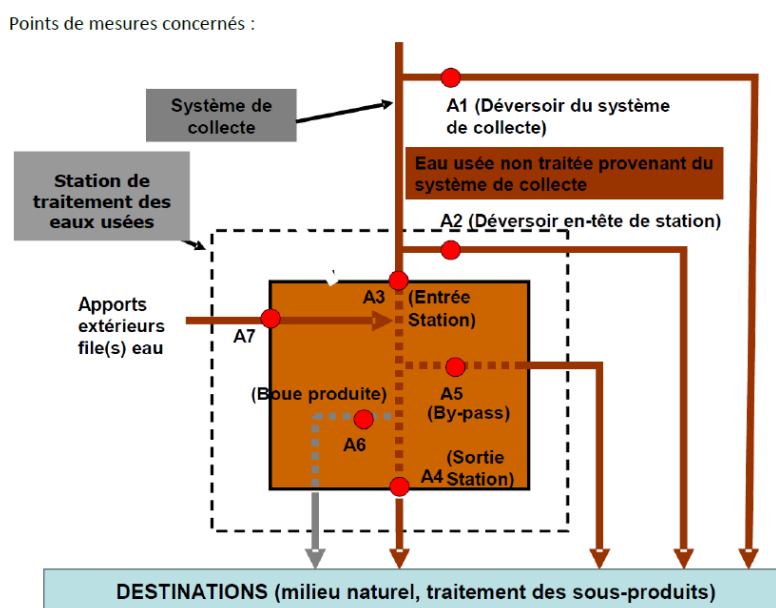 Points de mesures concernés :
Système de
collecte
A1 (Déversoir du système
de collecte)
Station de
traitement des
eaux usées
Eau usée non traitée provenant du
système de collecte
A2 (Déversoir en-tête de station)
A3
(Entrée
Station)
Apports
extérieurs
file(s) eau
A7
(Boue produite)
A5
(By-pass)
A6
(Sortie
Station)
A4
DESTINATIONS (milieu naturel, traitement des sous-produits)